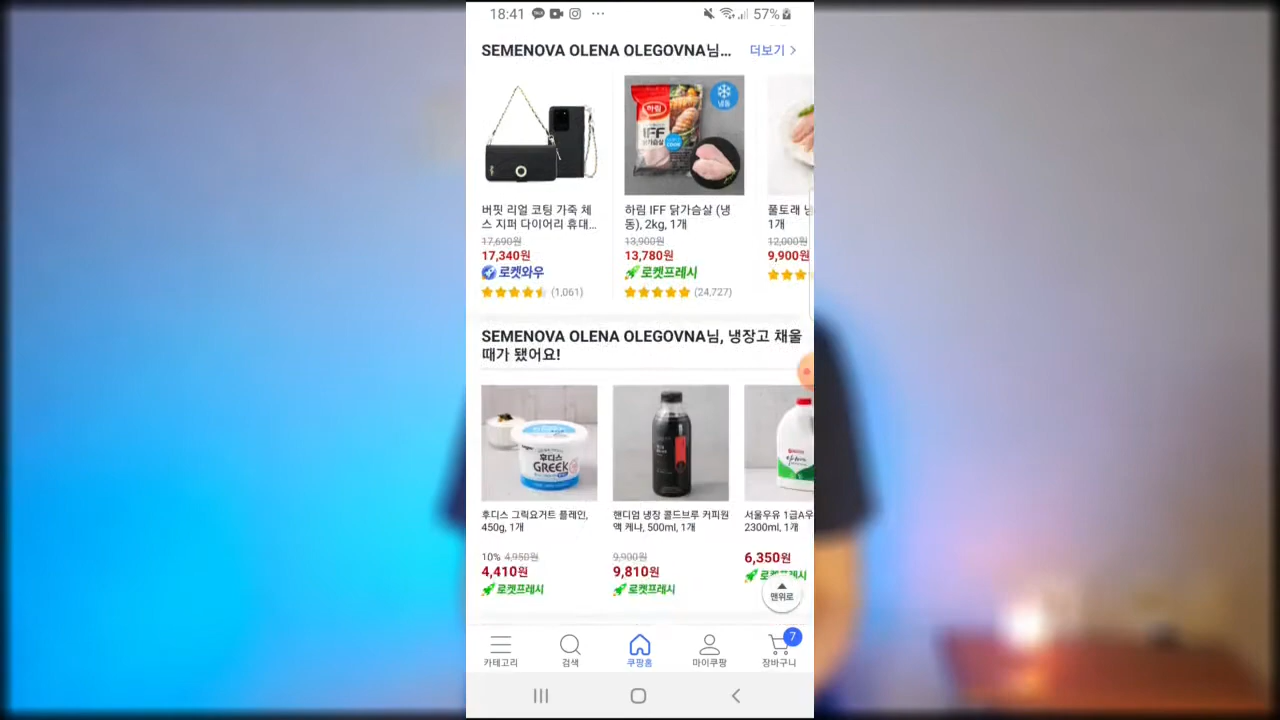 18:41
57%
SEMENOVA OLENA OLEGOVNA님...
더보기
하림
IFF
냉동
버핏 리얼 코팅 가죽 체
스 지퍼 다이어리 휴대...
17,690원
17,340원
로켓와우
(1,061)
하림 IFF 닭가슴살 (냉
동), 2kg, 1개
13,900원
13,780원
로켓프레시
(24,727)
풀토래 냉
1개
12,000원
9,900원
SEMENOVA OLENA OLEGOVNA님, 냉장고 채울
때가 됐어요!
후디스
GREEK
후디스 그릭요거트 플레인,
450g, 1개
10% 4,950원
4,410원
로켓프레시
핸디엄 냉장 콜드브루 커피원
액 케냐, 500ml, 1개
9,900원
9,810원
로켓프레시
서울우유 1급A우
2300ml, 1개
6,350원
로켓프레시
맨위로
카테고리
검색
쿠팡홈
마이쿠팡
7
장바구니